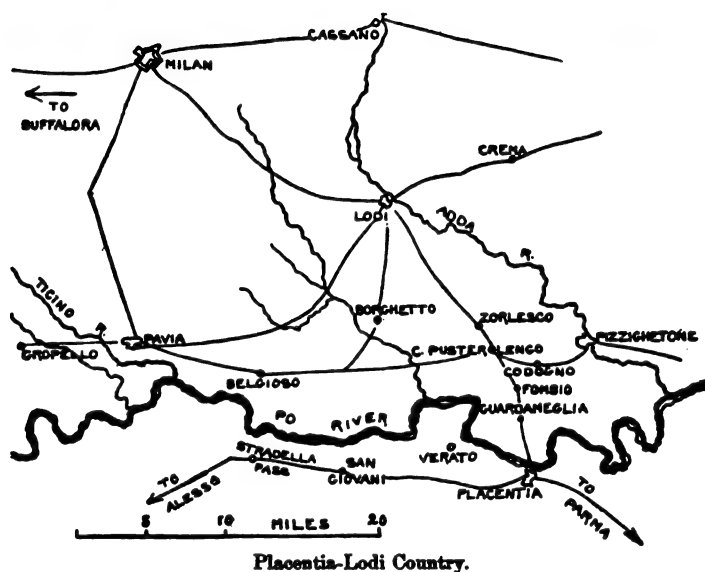 CASSANO
MILAN
TO
BUFFALORA
CREMA
LODI
ADDA
R.
TICINO
R.
BORGHETTO
ZORLESCO
PAVIA
PIZZIGHETONE
GROPELLO
C. PUSTERLENGO
BELGIOSO
CODOGNO
FOMBIO
GUARDAMEGLIA
PO RIVER
STRADELLA
PASS
SAN
GIOVANI
VERATO
TO
ALESSO
PLACENTIA
TO
PARMA
5 10 MILES 20
Placentia-Lodi Country.